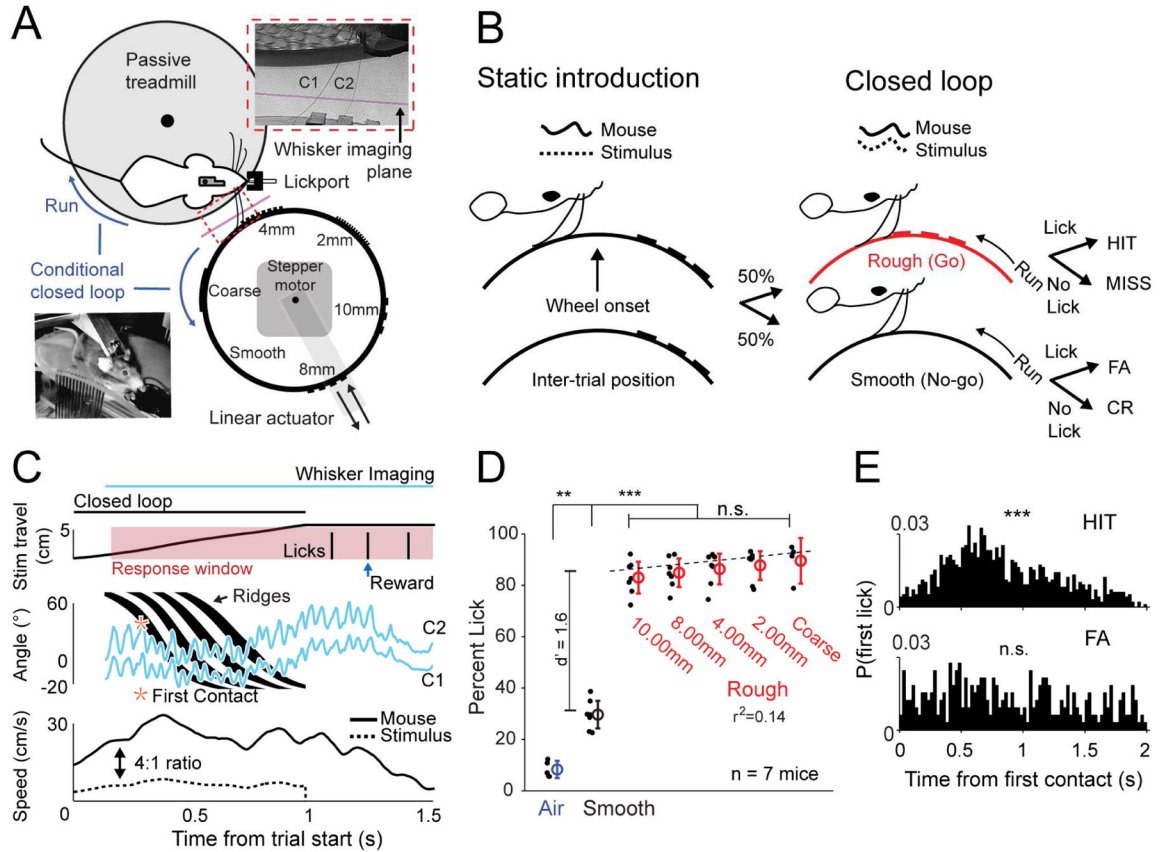 A
Passive
treadmill
C1
C2
Whisker imaging
plane
Lickport
Run
Conditional
closed loop
4mm
2mm
Stepper
motor
Coarse
10mm
Smooth
8mm
Linear actuator
B
Static introduction
Mouse
Stimulus
Wheel onset
Inter-trial position
50%
50%
Closed loop
Mouse
Stimulus
Rough (Go)
Run
Lick
HIT
No
Lick
MISS
Smooth (No-go)
Run
Lick
FA
No
Lick
CR
C
Whisker Imaging
Closed loop
Stim travel
(cm)
5
Licks
Response window
Reward
Ridges
Angle (°)
60
0
-20
C2
C1
* First Contact
Speed (cm/s)
30
Mouse
Stimulus
4:1 ratio
0
0.5
1
1.5
Time from trial start (s)
D
** ***
n.s.
Percent Lick
100
80
60
40
20
0
d' = 1.6
10.00mm
8.00mm
4.00mm
2.00mm
Coarse
Rough
r²=0.14
n = 7 mice
Air
Smooth
E
P(first lick)
0.03
***
HIT
0
0.03
n.s.
FA
0
0
0.5
1
1.5
2
Time from first contact (s)